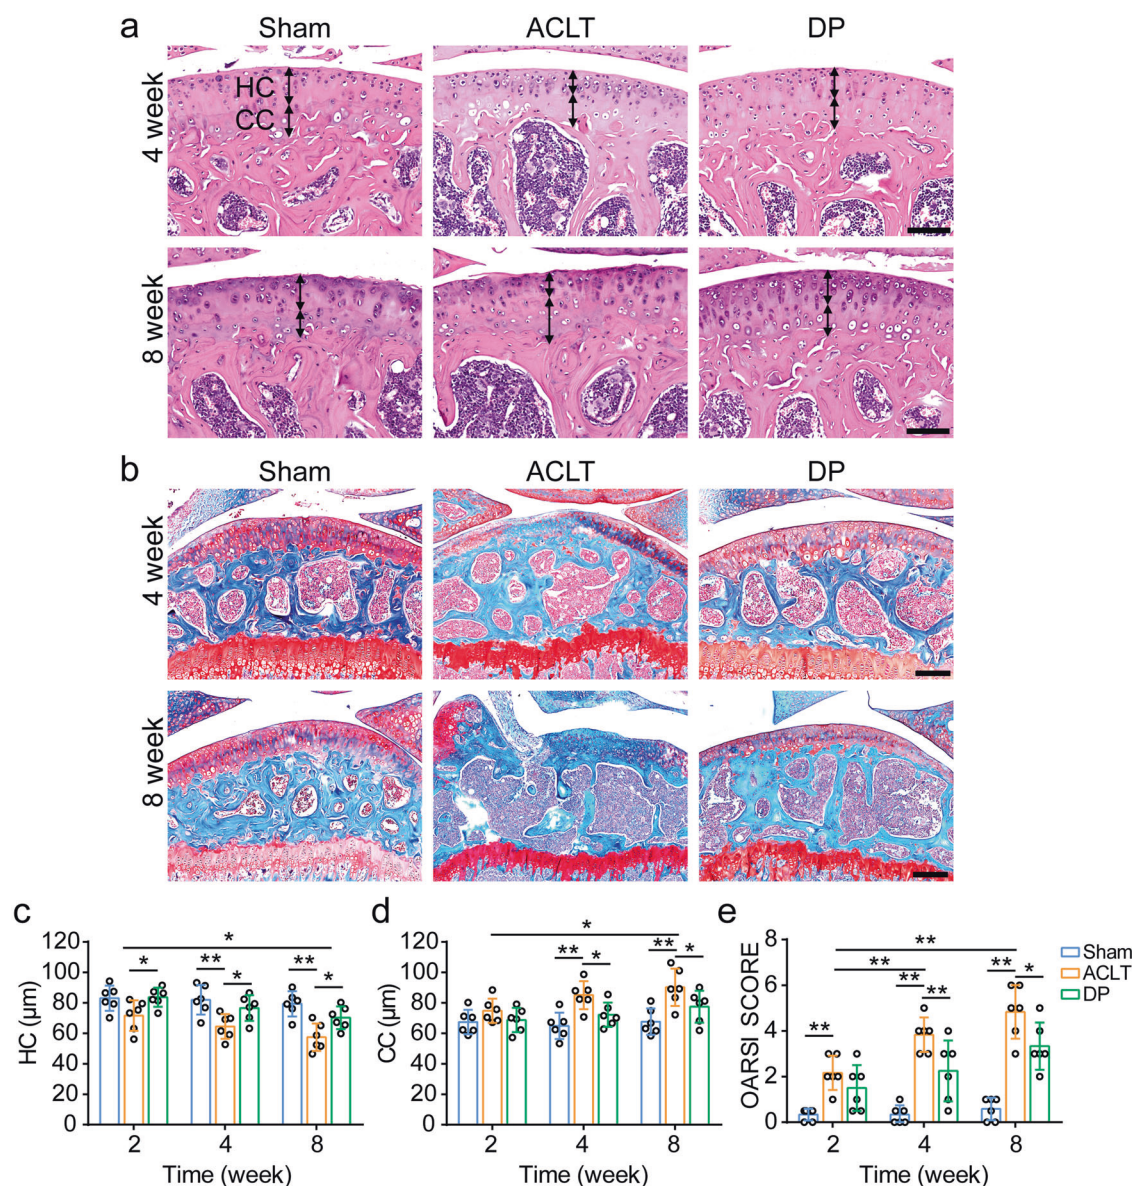 a
Sham ACLT DP
4 week
HC
CC
8 week
b
Sham ACLT DP
4 week
8 week
c
HC (μm)
120
100
80
60
40
20
0
*
* ** * ** *
2 4 8
Time (week)
d
CC (μm)
120
100
80
60
40
20
0
*
** * ** *
2 4 8
Time (week)
e
OARSI SCORE
8
6
4
2
0
**
**
** ** ** ** *
2 4 8
Time (week)
Sham
ACLT
DP